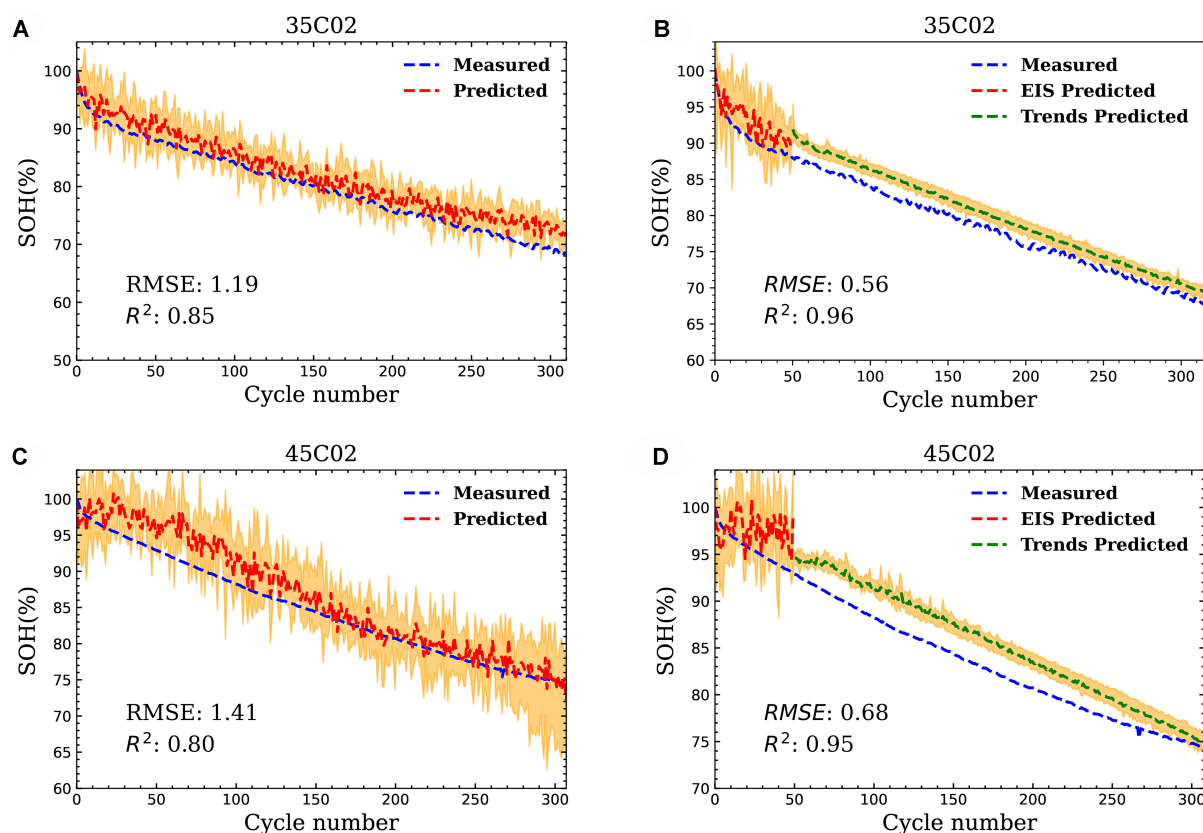 A
35C02
Measured
Predicted
100
90
80
70
60
50
SOH(%)
RMSE: 1.19
R²: 0.85
0 50 100 150 200 250 300
Cycle number
B
35C02
Measured
EIS Predicted
Trends Predicted
100
95
90
85
80
75
70
65
60
SOH(%)
RMSE: 0.56
R²: 0.96
0 50 100 150 200 250 300
Cycle number
C
45C02
Measured
Predicted
100
95
90
85
80
75
70
65
60
SOH(%)
RMSE: 1.41
R²: 0.80
0 50 100 150 200 250 300
Cycle number
D
45C02
Measured
EIS Predicted
Trends Predicted
100
95
90
85
80
75
70
SOH(%)
RMSE: 0.68
R²: 0.95
0 50 100 150 200 250 300
Cycle number